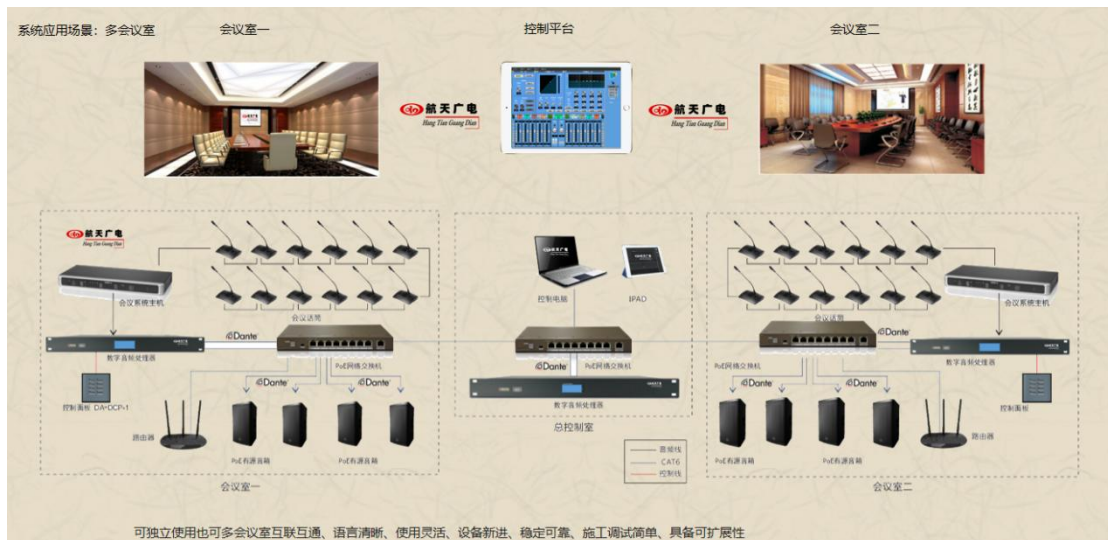 系统应用场景：多会议室
会议室一
控制平台
会议室二
航天广电
Hang Tian Guang Dian
航天广电
Hang Tian Guang Dian
航天广电
Hang Tian Guang Dian
会议系统主机
会议话筒
Dante
数字音频处理器
PoE网络交换机
控制面板 DA•DCP•1
Dante
Dante
路由器
PoE有源音箱
PoE有源音箱
会议室一
航天广电
控制电脑
IPAD
Dante
PoE网络交换机
数字音频处理器
总控制室
音频线
CAT6
控制线
会议话筒
会议系统主机
Dante
PoE网络交换机
数字音频处理器
Dante
Dante
控制面板
路由器
PoE有源音箱
PoE有源音箱
会议室二
可独立使用也可多会议室互联互通、语言清晰、使用灵活、设备新进、稳定可靠、施工调试简单、具备可扩展性